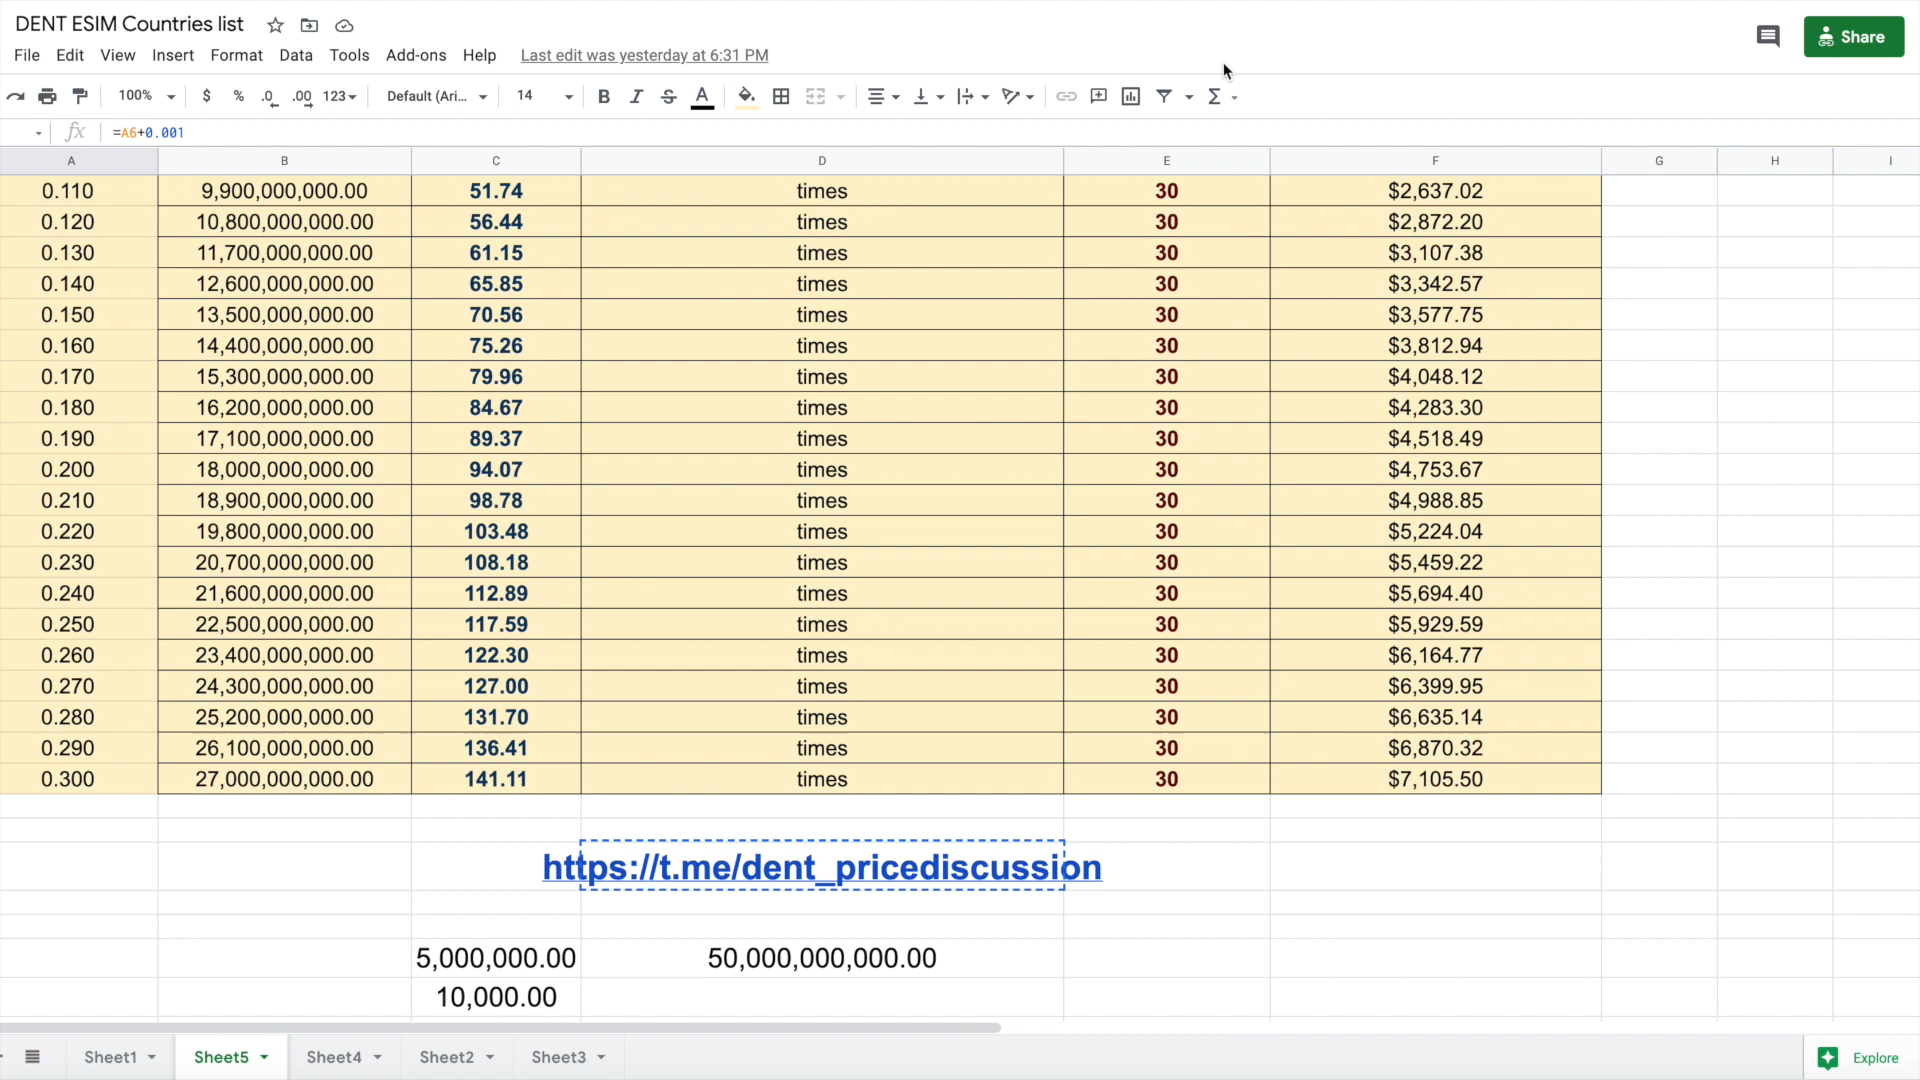 DENT ESIM Countries list
Share
File Edit View Insert Format Data Tools Add-ons Help Last edit was yesterday at 6:31 PM
100% $ % .0 .00 123 Default (Ari... 14 B I S A Σ
fx =A6+0.001
A B C D E F G H I
0.110 9,900,000,000.00 51.74 times 30 $2,637.02
0.120 10,800,000,000.00 56.44 times 30 $2,872.20
0.130 11,700,000,000.00 61.15 times 30 $3,107.38
0.140 12,600,000,000.00 65.85 times 30 $3,342.57
0.150 13,500,000,000.00 70.56 times 30 $3,577.75
0.160 14,400,000,000.00 75.26 times 30 $3,812.94
0.170 15,300,000,000.00 79.96 times 30 $4,048.12
0.180 16,200,000,000.00 84.67 times 30 $4,283.30
0.190 17,100,000,000.00 89.37 times 30 $4,518.49
0.200 18,000,000,000.00 94.07 times 30 $4,753.67
0.210 18,900,000,000.00 98.78 times 30 $4,988.85
0.220 19,800,000,000.00 103.48 times 30 $5,224.04
0.230 20,700,000,000.00 108.18 times 30 $5,459.22
0.240 21,600,000,000.00 112.89 times 30 $5,694.40
0.250 22,500,000,000.00 117.59 times 30 $5,929.59
0.260 23,400,000,000.00 122.30 times 30 $6,164.77
0.270 24,300,000,000.00 127.00 times 30 $6,399.95
0.280 25,200,000,000.00 131.70 times 30 $6,635.14
0.290 26,100,000,000.00 136.41 times 30 $6,870.32
0.300 27,000,000,000.00 141.11 times 30 $7,105.50
https://t.me/dent_pricediscussion
5,000,000.00 50,000,000,000.00
10,000.00
Sheet1 Sheet5 Sheet4 Sheet2 Sheet3 Explore